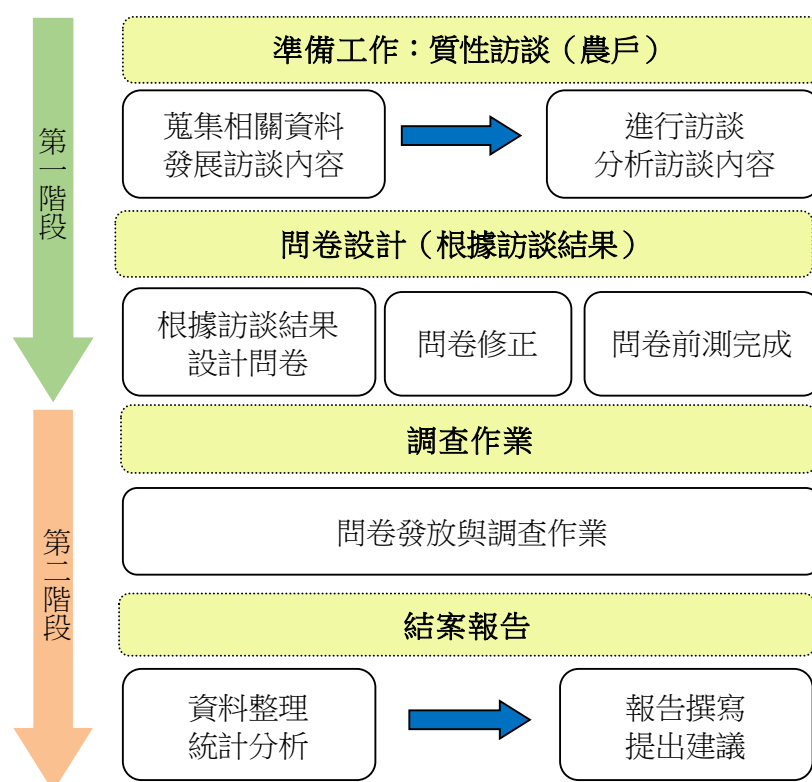 第一階段
準備工作：質性訪談（農戶）
蒐集相關資料
發展訪談內容
進行訪談
分析訪談內容
問卷設計（根據訪談結果）
根據訪談結果
設計問卷
問卷修正
問卷前測完成
第二階段
調查作業
問卷發放與調查作業
結案報告
資料整理
統計分析
報告撰寫
提出建議